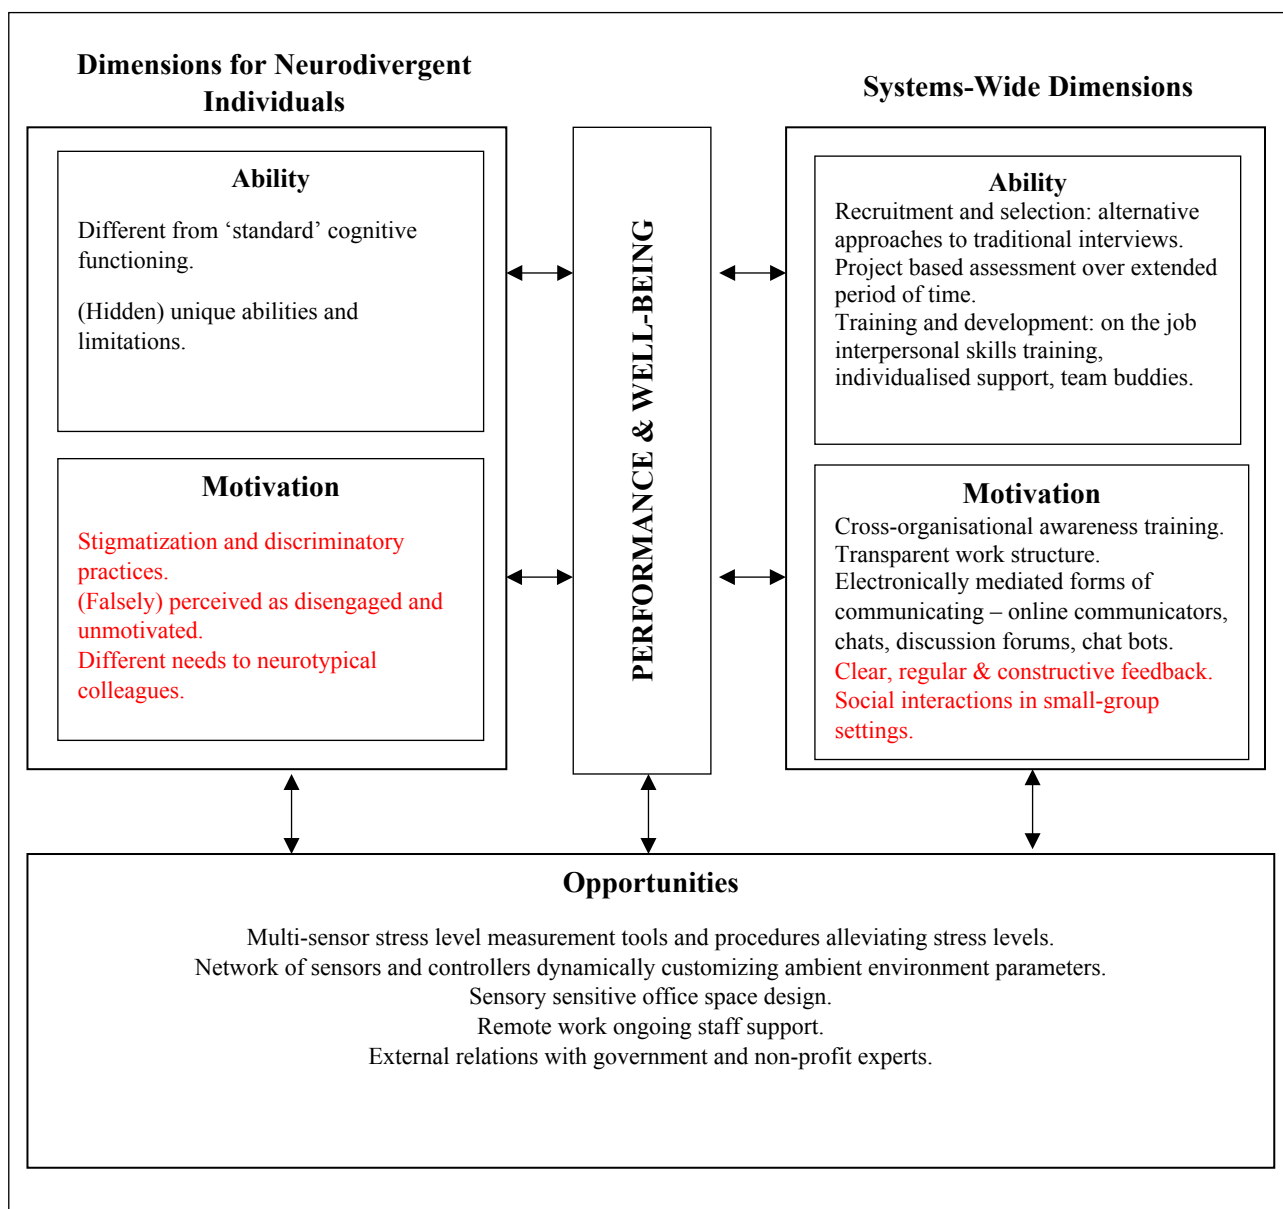 Dimensions for Neurodivergent
Individuals
Ability
Different from ‘standard’ cognitive
functioning.
(Hidden) unique abilities and
limitations.
Motivation
Stigmatization and discriminatory
practices.
(Falsely) perceived as disengaged and
unmotivated.
Different needs to neurotypical
colleagues.
PERFORMANCE & WELL-BEING
Systems-Wide Dimensions
Ability
Recruitment and selection: alternative
approaches to traditional interviews.
Project based assessment over extended
period of time.
Training and development: on the job
interpersonal skills training,
individualised support, team buddies.
Motivation
Cross-organisational awareness training.
Transparent work structure.
Electronically mediated forms of
communicating – online communicators,
chats, discussion forums, chat bots.
Clear, regular & constructive feedback.
Social interactions in small-group
settings.
Opportunities
Multi-sensor stress level measurement tools and procedures alleviating stress levels.
Network of sensors and controllers dynamically customizing ambient environment parameters.
Sensory sensitive office space design.
Remote work ongoing staff support.
External relations with government and non-profit experts.